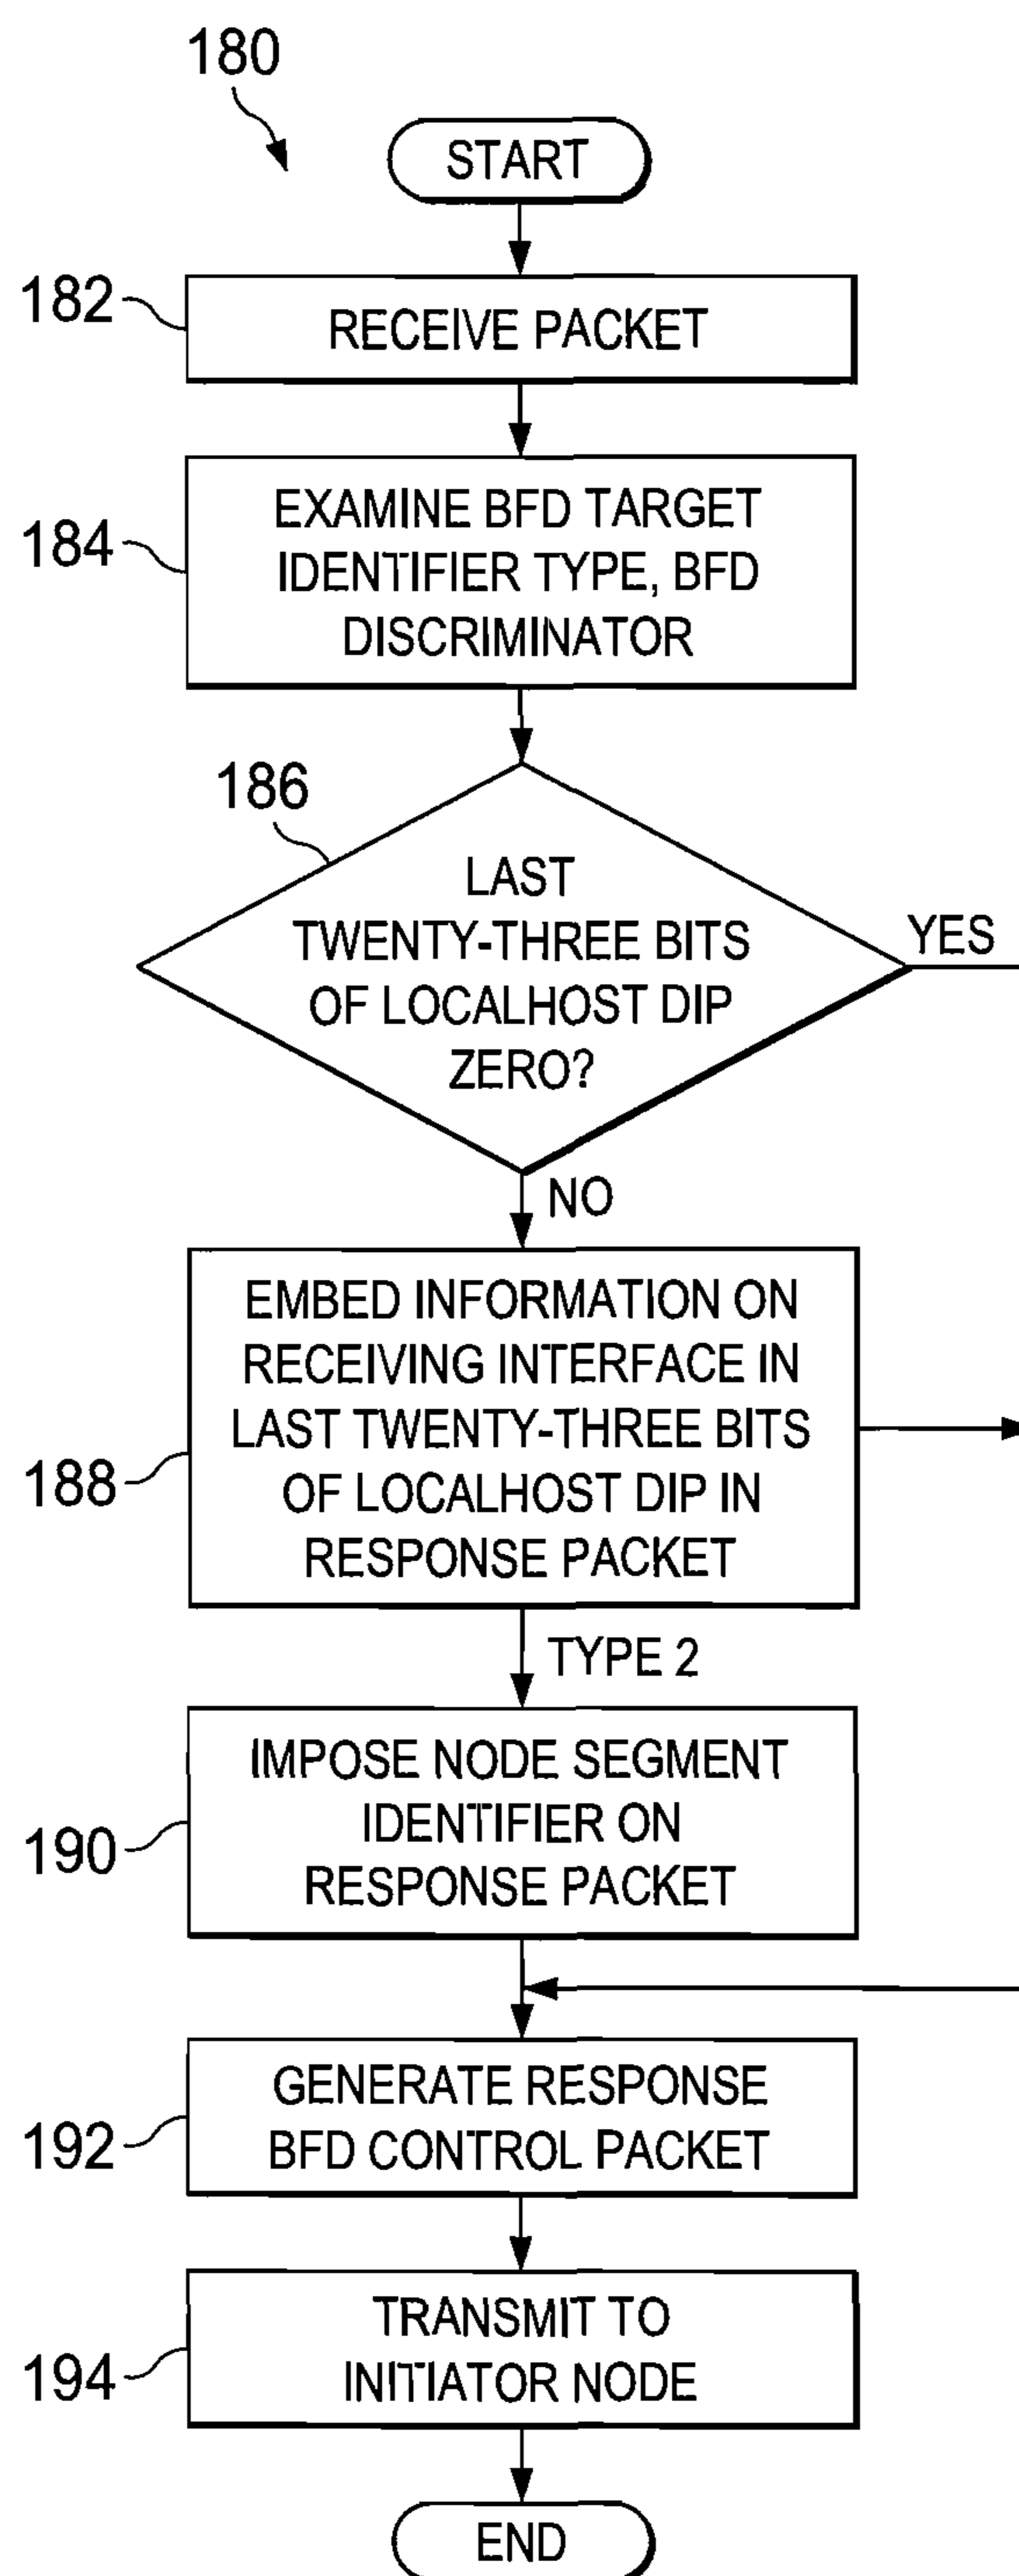 180
START
182
RECEIVE PACKET
184
EXAMINE BFD TARGET
IDENTIFIER TYPE, BFD
DISCRIMINATOR
186
LAST
TWENTY-THREE BITS
OF LOCALHOST DIP
ZERO?
YES
NO
188
EMBED INFORMATION ON
RECEIVING INTERFACE IN
LAST TWENTY-THREE BITS
OF LOCALHOST DIP IN
RESPONSE PACKET
TYPE 2
190
IMPOSE NODE SEGMENT
IDENTIFIER ON
RESPONSE PACKET
192
GENERATE RESPONSE
BFD CONTROL PACKET
194
TRANSMIT TO
INITIATOR NODE
END